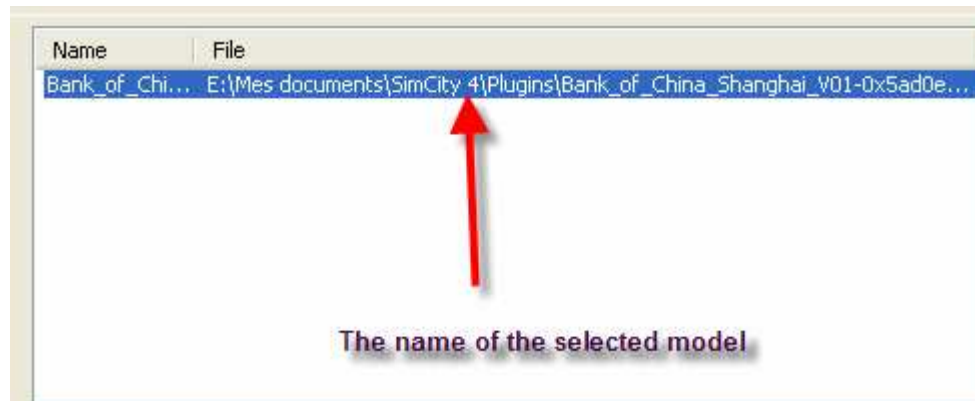 Name File
Bank_of_Chi... E:\Mes documents\SimCity 4\Plugins\Bank_of_China_Shanghai_V01-0x5ad0e...
The name of the selected model